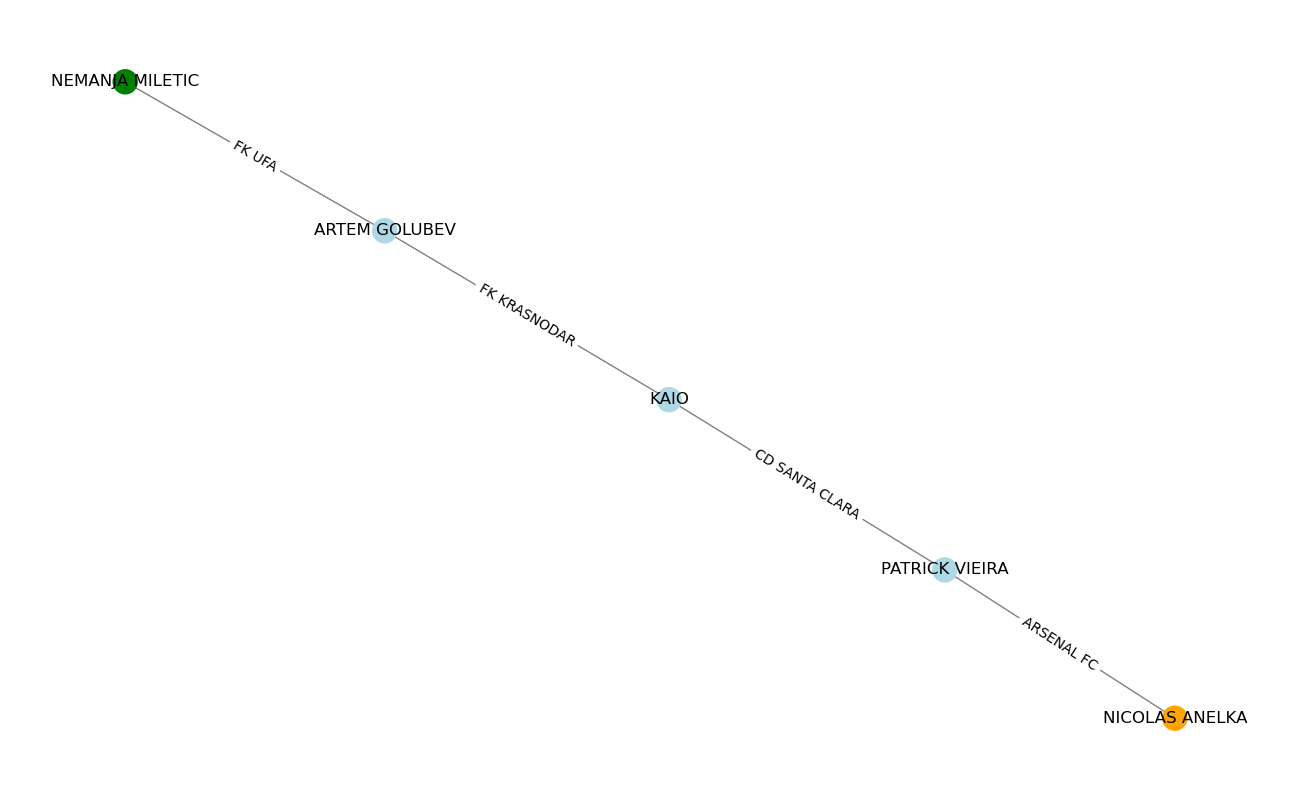 NEMANJA MILETIC
FK UFA
ARTEM GOLUBEV
FK KRASNODAR
KAIO
CD SANTA CLARA
PATRICK VIEIRA
ARSENAL FC
NICOLAS ANELKA